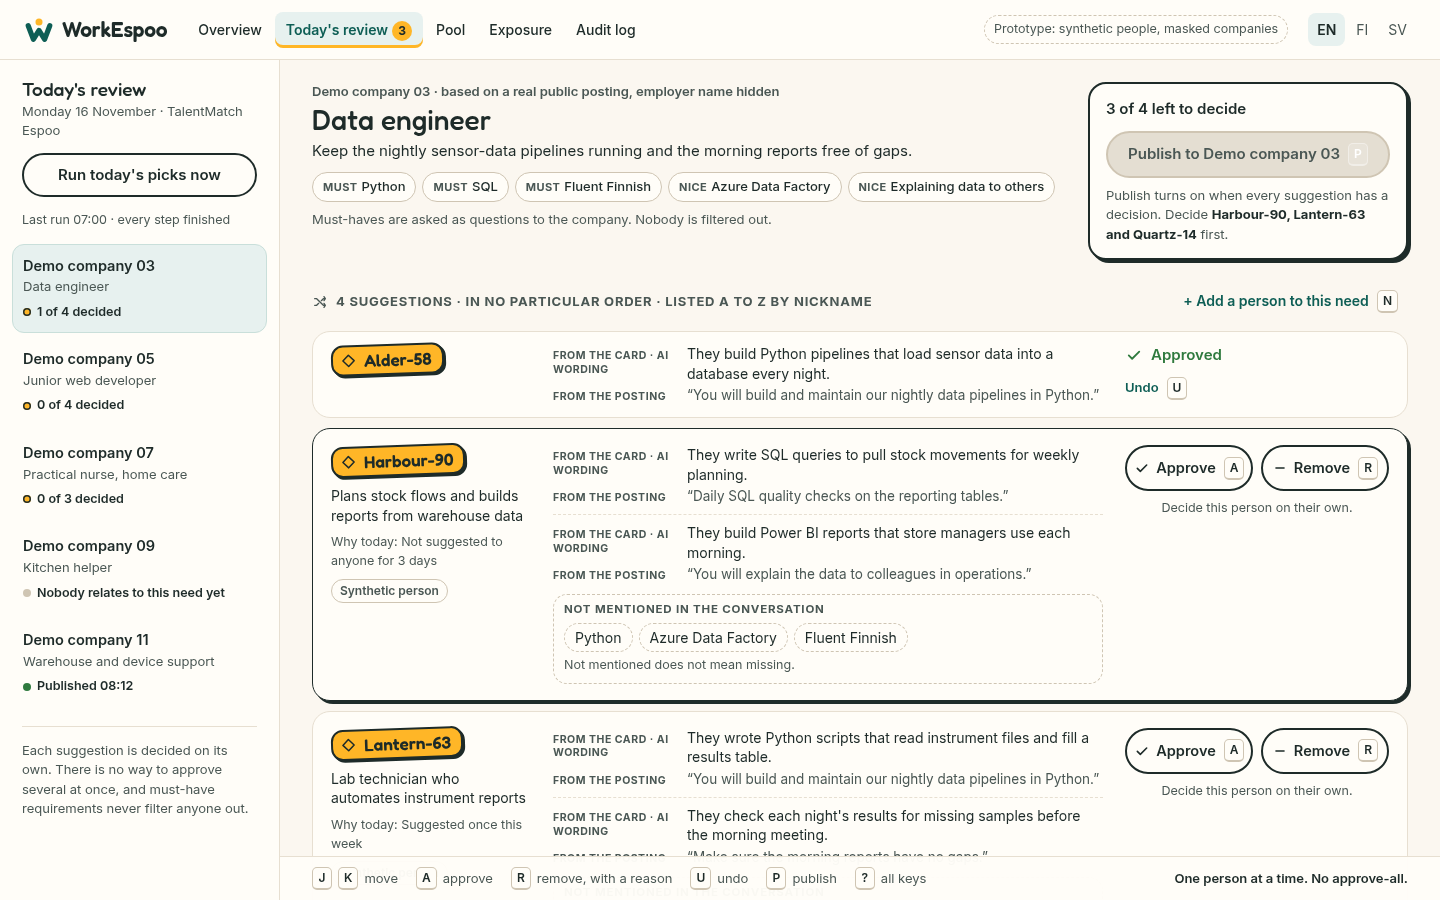 WorkEspoo
Overview
Today's review 3
Pool
Exposure
Audit log
Prototype: synthetic people, masked companies
EN
FI
SV
Today's review
Monday 16 November · TalentMatch
Espoo
Run today's picks now
Last run 07:00 · every step finished
Demo company 03
Data engineer
1 of 4 decided
Demo company 05
Junior web developer
0 of 4 decided
Demo company 07
Practical nurse, home care
0 of 3 decided
Demo company 09
Kitchen helper
Nobody relates to this need yet
Demo company 11
Warehouse and device support
Published 08:12
Each suggestion is decided on its
own. There is no way to approve
several at once, and must-have
requirements never filter anyone out.
Demo company 03 · based on a real public posting, employer name hidden
Data engineer
Keep the nightly sensor-data pipelines running and the morning reports free of gaps.
MUST Python
MUST SQL
MUST Fluent Finnish
NICE Azure Data Factory
NICE Explaining data to others
Must-haves are asked as questions to the company. Nobody is filtered out.
3 of 4 left to decide
Publish to Demo company 03 P
Publish turns on when every suggestion has a
decision. Decide Harbour-90, Lantern-63
and Quartz-14 first.
4 SUGGESTIONS · IN NO PARTICULAR ORDER · LISTED A TO Z BY NICKNAME
+ Add a person to this need N
Alder-58
FROM THE CARD · AI
WORDING
They build Python pipelines that load sensor data into a
database every night.
FROM THE POSTING
“You will build and maintain our nightly data pipelines in Python.”
Approved
Undo U
Harbour-90
Plans stock flows and builds
reports from warehouse data
Why today: Not suggested to
anyone for 3 days
Synthetic person
FROM THE CARD · AI
WORDING
They write SQL queries to pull stock movements for weekly
planning.
FROM THE POSTING
“Daily SQL quality checks on the reporting tables.”
FROM THE CARD · AI
WORDING
They build Power BI reports that store managers use each
morning.
FROM THE POSTING
“You will explain the data to colleagues in operations.”
NOT MENTIONED IN THE CONVERSATION
Python
Azure Data Factory
Fluent Finnish
Not mentioned does not mean missing.
Approve A
Remove R
Decide this person on their own.
Lantern-63
Lab technician who
automates instrument reports
Why today: Suggested once this
week
FROM THE CARD · AI
WORDING
They wrote Python scripts that read instrument files and fill a
results table.
FROM THE POSTING
“You will build and maintain our nightly data pipelines in Python.”
FROM THE CARD · AI
WORDING
They check each night's results for missing samples before
the morning meeting.
FROM THE POSTING
“Make sure the morning reports have no gaps.”
NOT MENTIONED IN THE CONVERSATION
Approve A
Remove R
Decide this person on their own.
J K move
A approve
R remove, with a reason
U undo
P publish
? all keys
One person at a time. No approve-all.